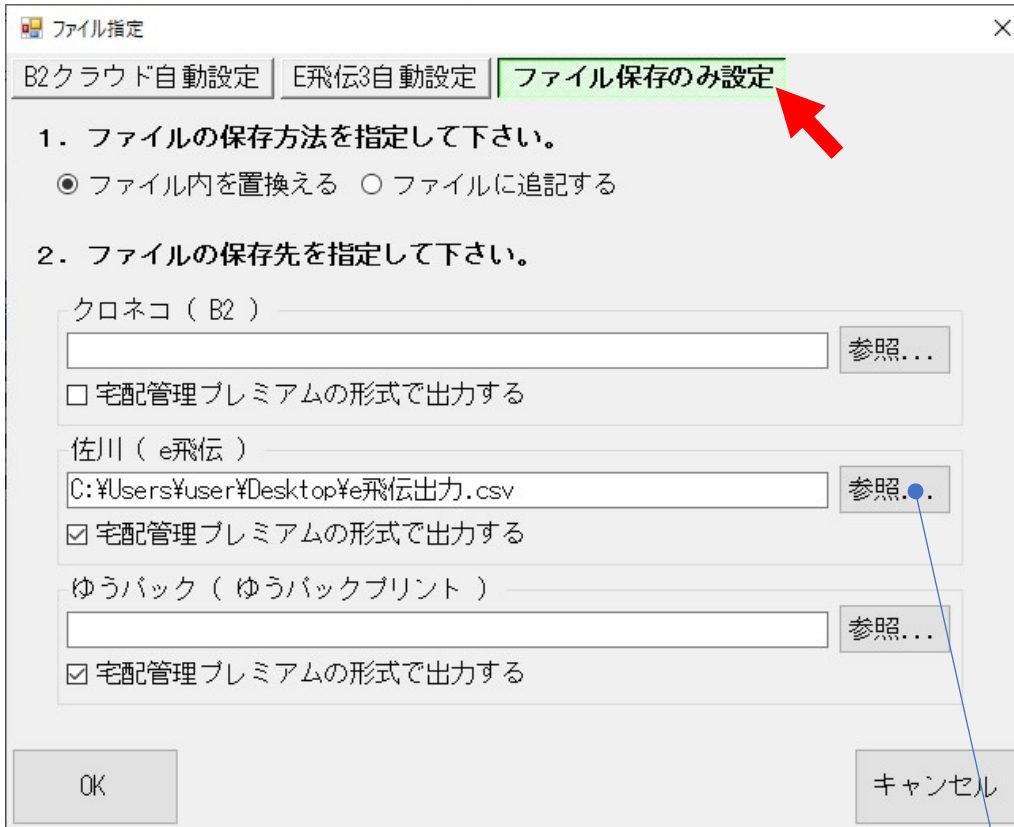 ファイル指定
B2クラウド自動設定 E飛伝3自動設定 ファイル保存のみ設定
1. ファイルの保存方法を指定して下さい。
ファイル内を置換える ファイルに追記する
2. ファイルの保存先を指定して下さい。
クロネコ ( B2 )
参照...
宅配管理プレミアムの形式で出力する
佐川 ( e飛伝 )
C:¥Users¥user¥Desktop¥e飛伝出力.csv 参照...
宅配管理プレミアムの形式で出力する
ゆうパック ( ゆうパックプリント )
参照...
宅配管理プレミアムの形式で出力する
OK キャンセル